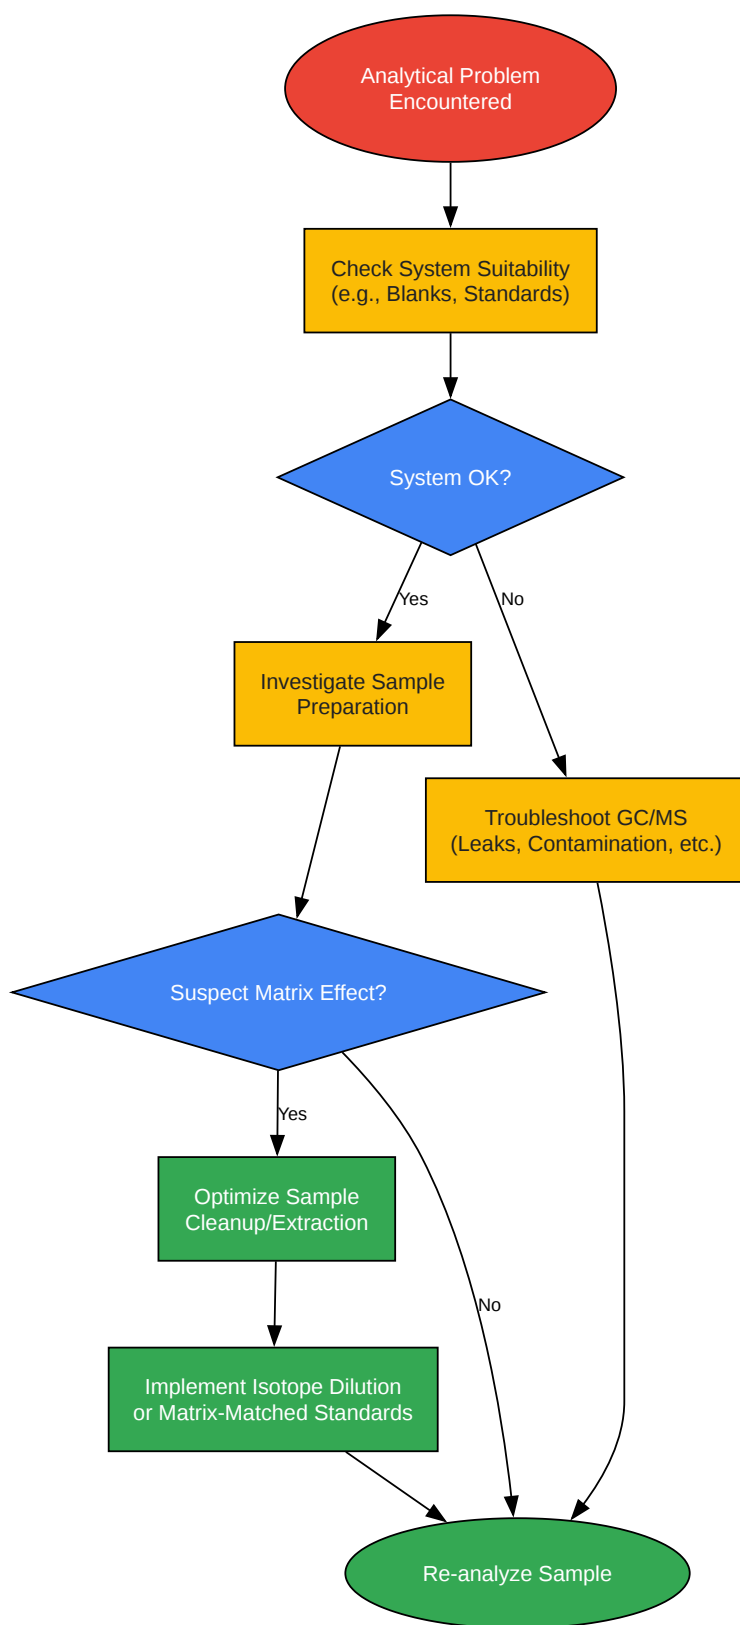 Analytical Problem
Encountered
Check System Suitability
(e.g., Blanks, Standards)
System OK?
Yes
No
Investigate Sample
Preparation
Troubleshoot GC/MS
(Leaks, Contamination, etc.)
Suspect Matrix Effect?
Yes
Optimize Sample
Cleanup/Extraction
No
Implement Isotope Dilution
or Matrix-Matched Standards
Re-analyze Sample